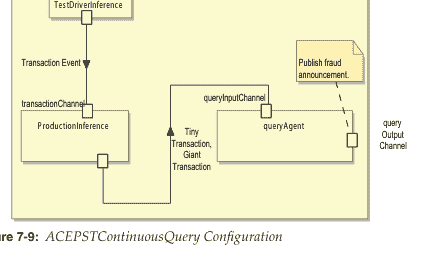 TestDriverInference
Transaction Event
Publish fraud
announcement.
transactionChannel
queryInputChannel
ProductionInference
Tiny
Transaction,
Giant
Transaction
queryAgent
query
Output
Channel
ure 7-9: ACEPSTContinuousQuery Configuration